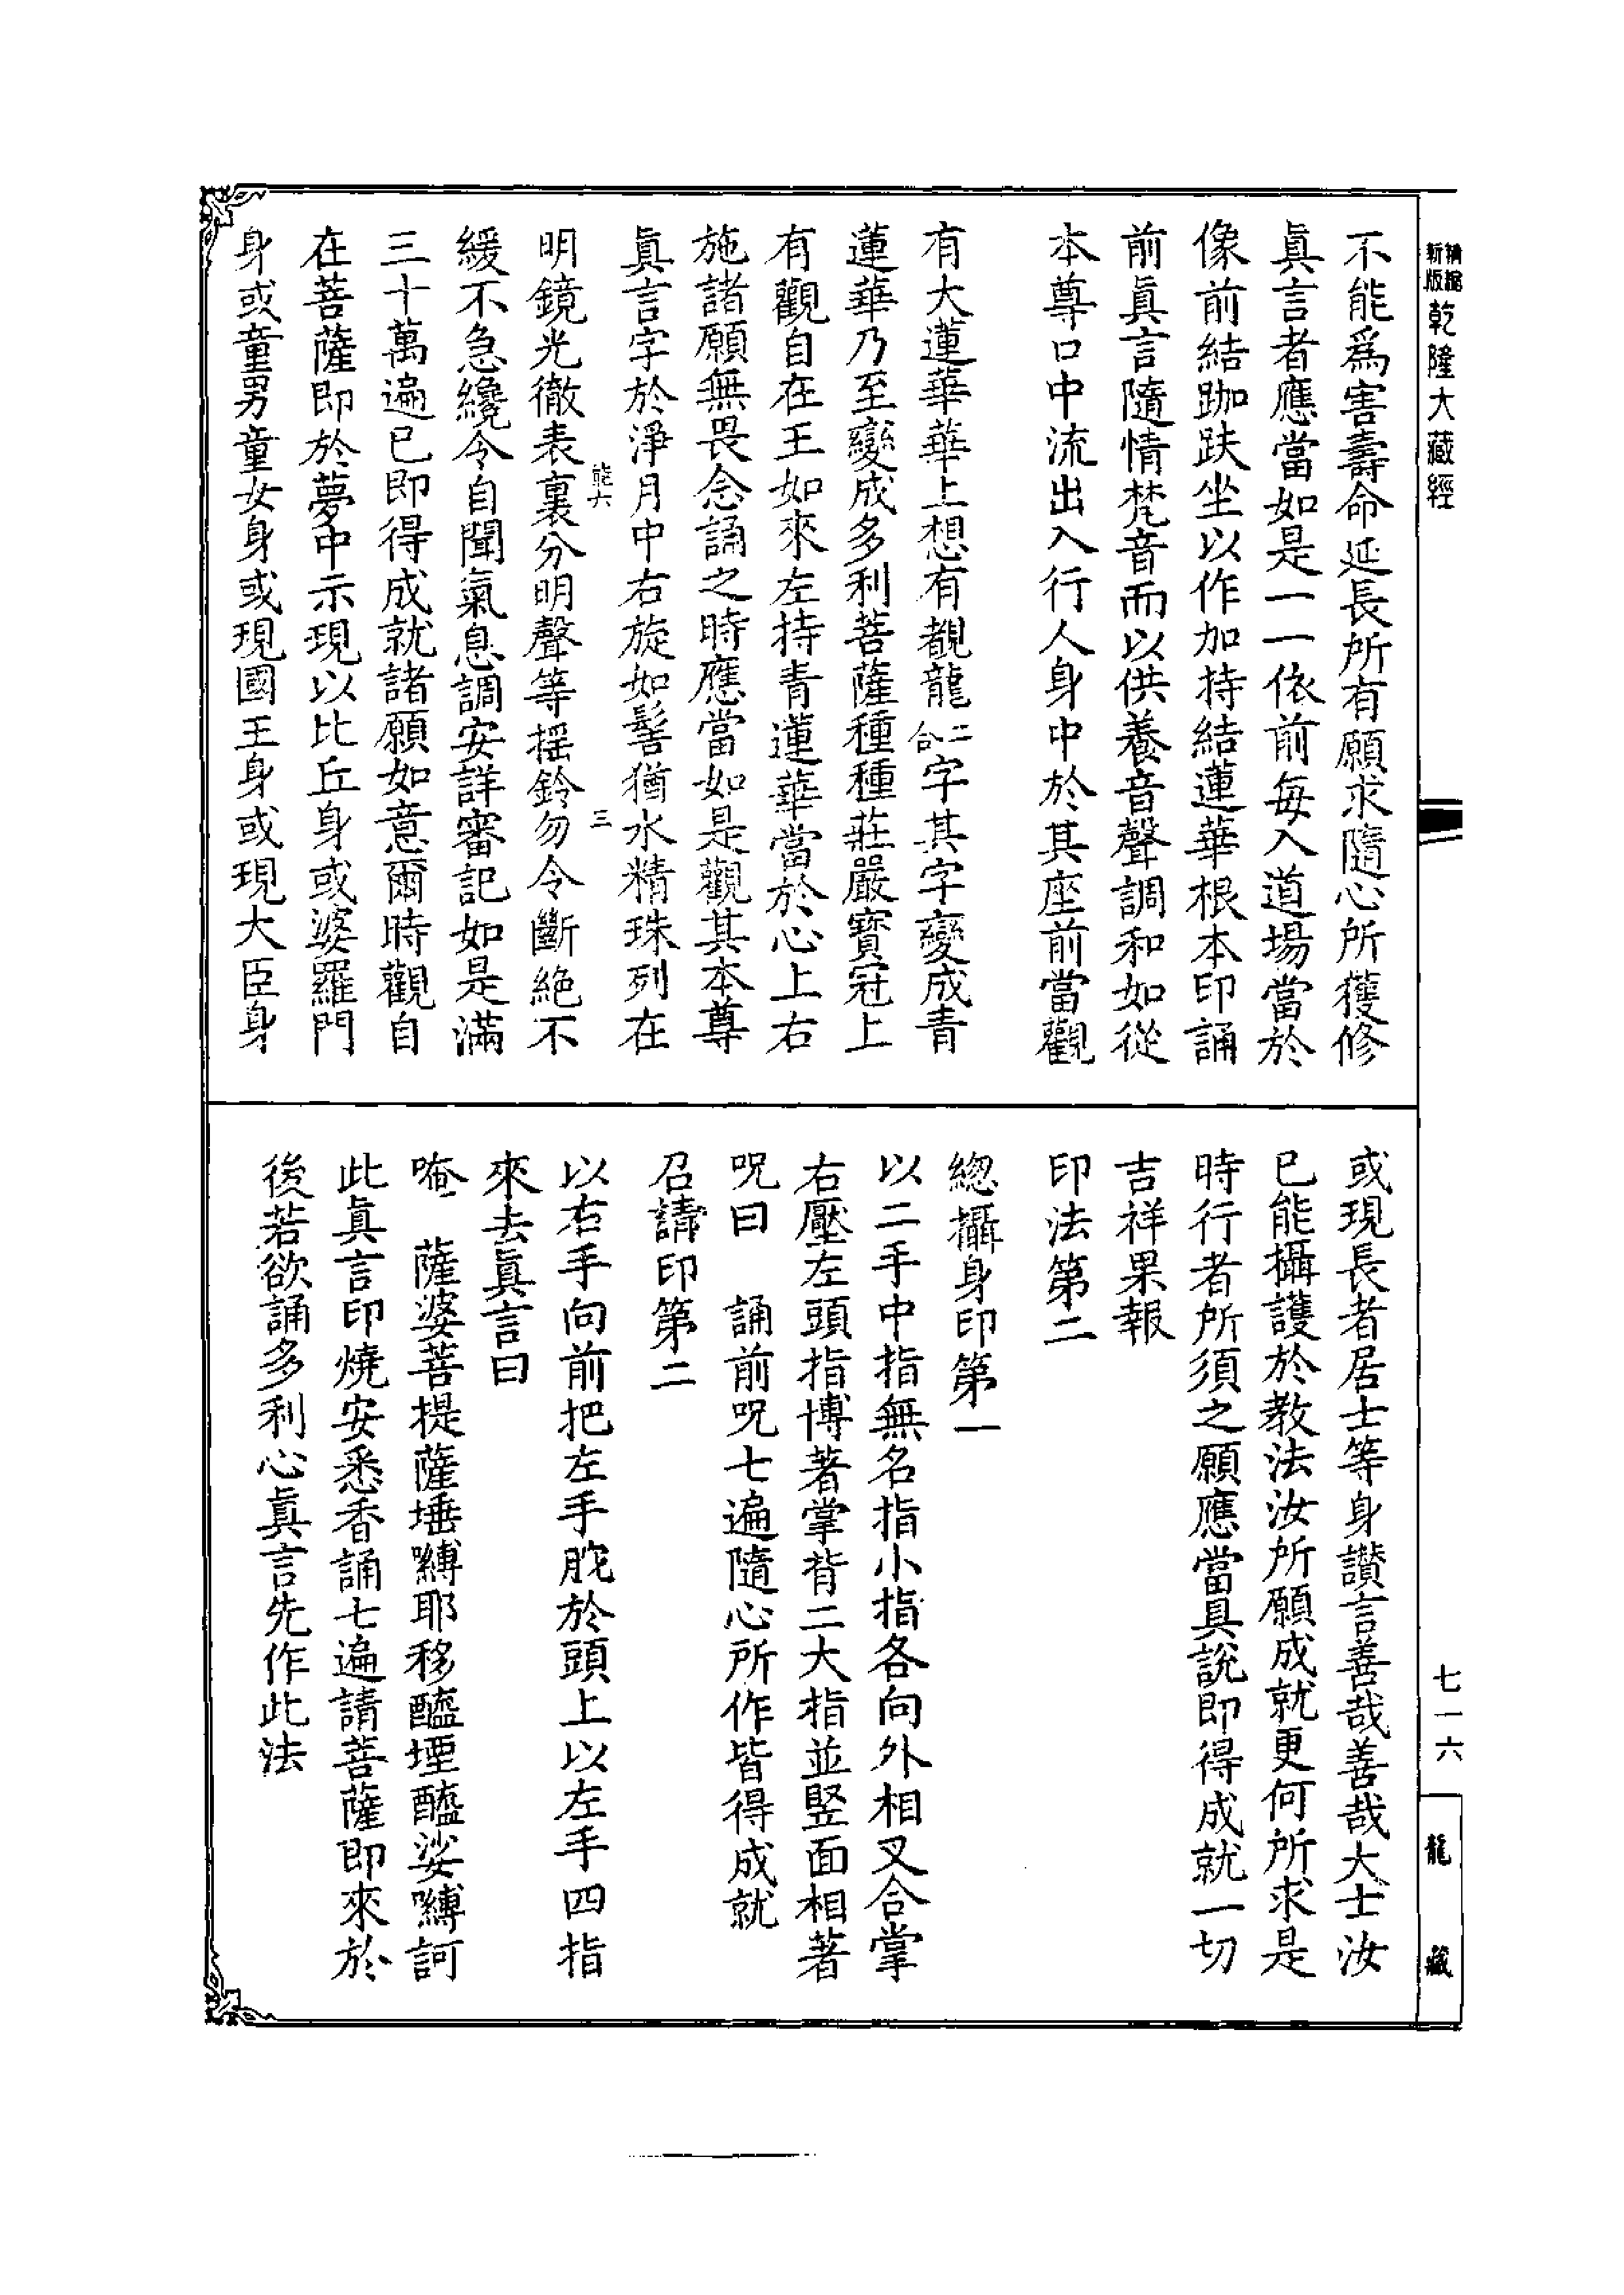 新版精縮乾隆大藏經
七一六
龍藏
不能爲害壽命延長所有願求隨心所獲修
眞言者應當如是一一依前每入道場當於
像前結跏趺坐以作加持結蓮華根本印誦
前眞言隨情梵音而以供養音聲調和如從
本尊口中流出入行人身中於其座前當觀
有大蓮華華上想有覩龍二合字其字變成青
蓮華乃至變成多利菩薩種種莊嚴寶冠上
有觀自在王如來左持青蓮華當於心上右
施諸願無畏念誦之時應當如是觀其本尊
眞言字於淨月中右旋如髻猶水精珠列在
熊六 三
明鏡光徹表裏分明聲等摇鈴勿令斷絶不
緩不急纔令自聞氣息調安詳審記如是滿
三十萬遍已即得成就諸願如意爾時觀自
在菩薩即於夢中示現以比丘身或婆羅門
身或童男童女身或現國王身或現大臣身
或現長者居士等身讃言善哉善哉大士汝
已能攝護於教法汝所願成就更何所求是
時行者所須之願應當具說即得成就一切
吉祥果報
印法第二
總攝身印第一
以二手中指無名指小指各向外相叉合掌
右壓左頭指博著掌背二大指並竪面相著
呪曰 誦前呪七遍隨心所作皆得成就
召請印第二
以右手向前把左手腕於頭上以左手四指
來去眞言曰
唵 薩婆菩提薩埵嚩耶移醯堙醯娑嚩訶
此眞言印燒安悉香誦七遍請菩薩即來於
後若欲誦多利心眞言先作此法